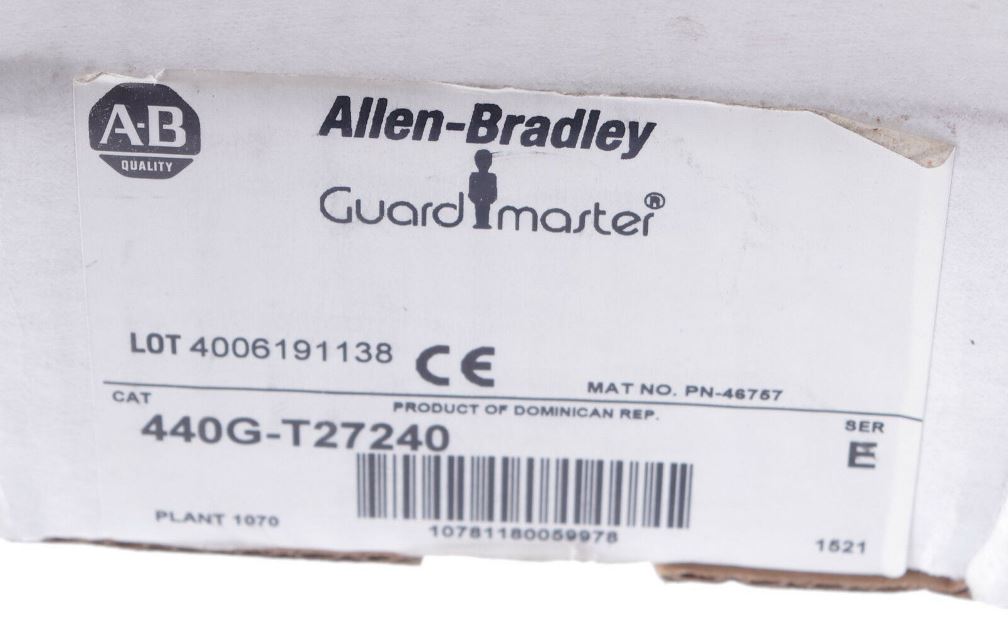 A-B
QUALITY
Allen-Bradley
Guardmaster®
LOT 4006191138 CE
MAT NO. PN-46757
CAT
PRODUCT OF DOMINICAN REP.
440G-T27240
SER
E
10781180059978
PLANT 1070
1521